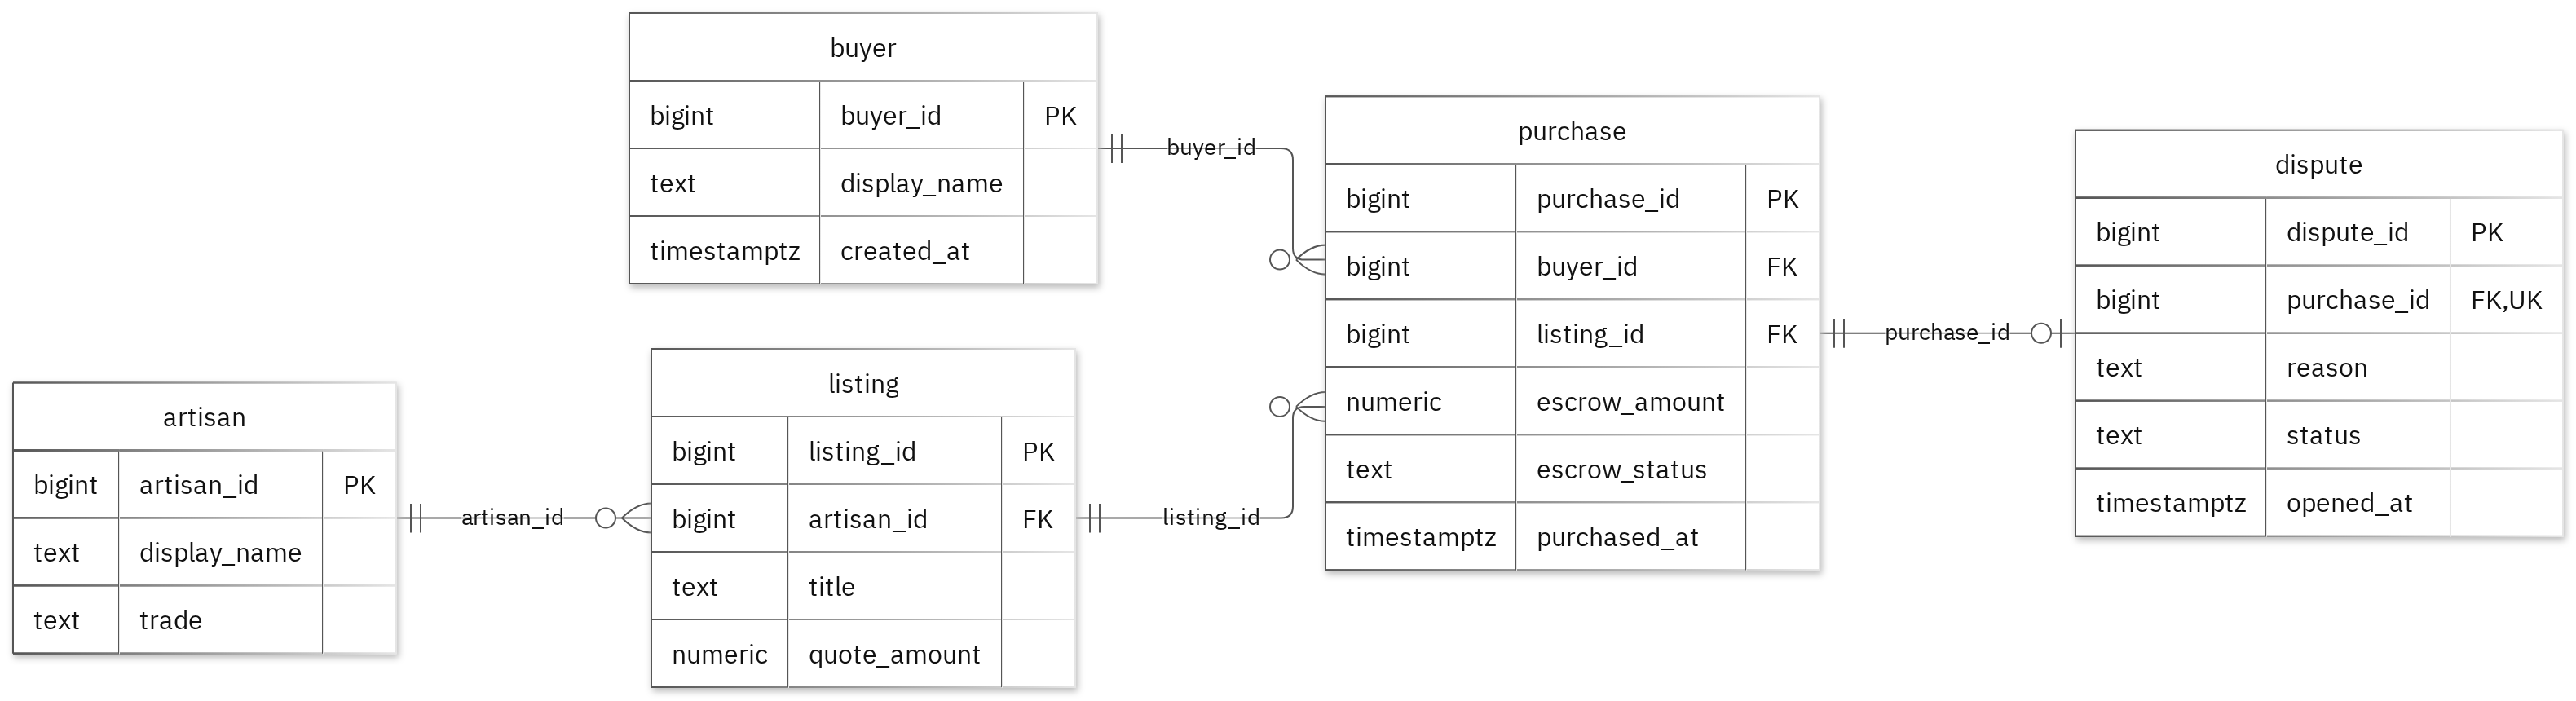 buyer
bigint buyer_id PK
text display_name
timestamptz created_at
buyer_id
artisan
bigint artisan_id PK
text display_name
text trade
artisan_id
listing
bigint listing_id PK
bigint artisan_id FK
text title
numeric quote_amount
listing_id
purchase
bigint purchase_id PK
bigint buyer_id FK
bigint listing_id FK
numeric escrow_amount
text escrow_status
timestamptz purchased_at
purchase_id
dispute
bigint dispute_id PK
bigint purchase_id FK,UK
text reason
text status
timestamptz opened_at